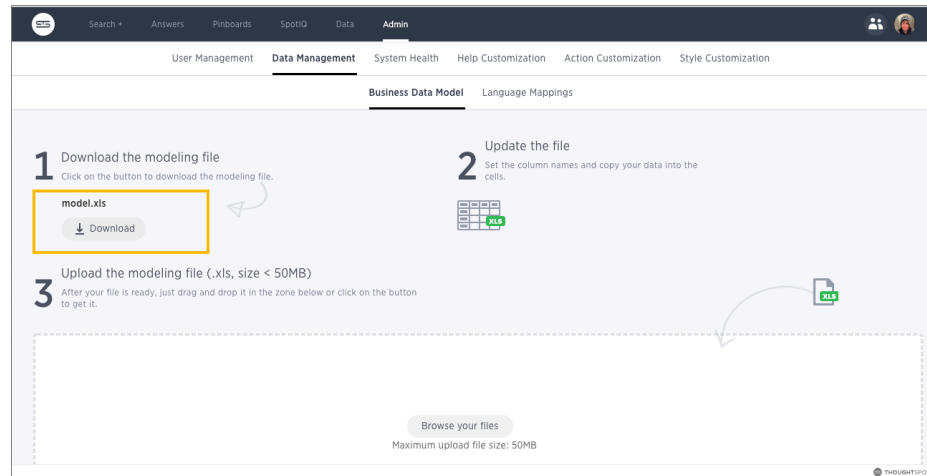 Search + Answers Pinboards SpotIQ Data Admin
User Management Data Management System Health Help Customization Action Customization Style Customization
Business Data Model Language Mappings
1 Download the modeling file
Click on the button to download the modeling file.
model.xls
Download
2 Update the file
Set the column names and copy your data into the
cells.
XLS
3 Upload the modeling file (.xls, size < 50MB)
After your file is ready, just drag and drop it in the zone below or click on the button
to get it.
XLS
Browse your files
Maximum upload file size: 50MB
THOUGHTSPO